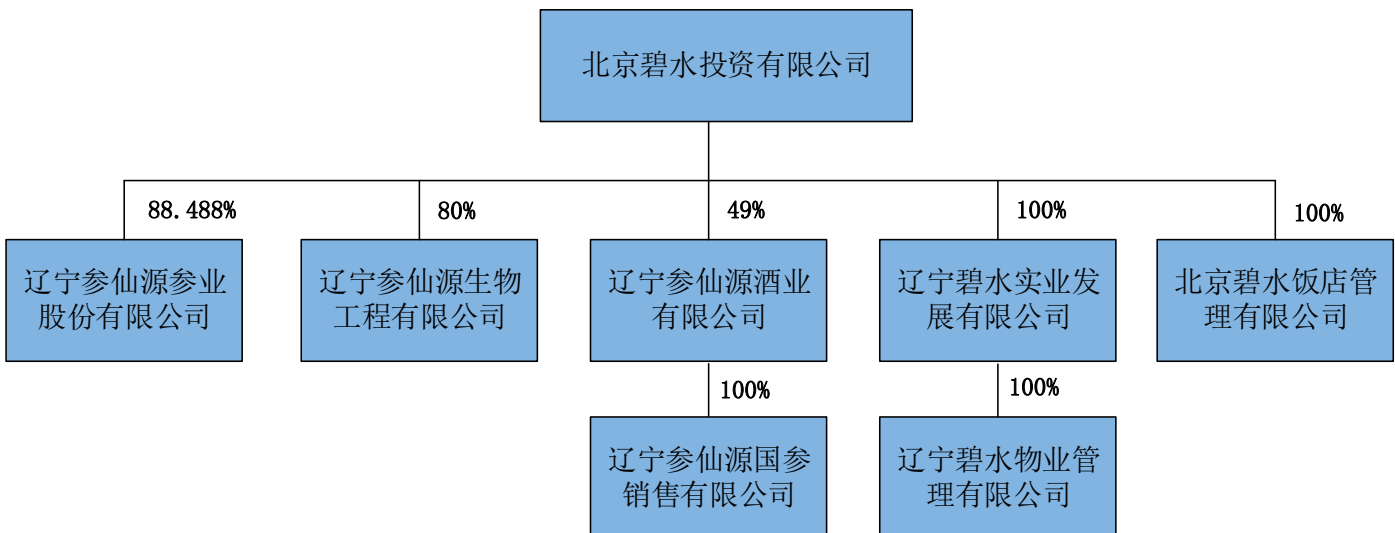 北京碧水投资有限公司
88.488%
80%
49%
100%
100%
辽宁参仙源参业
股份有限公司
辽宁参仙源生物
工程有限公司
辽宁参仙源酒业
有限公司
辽宁碧水实业发
展有限公司
北京碧水饭店管
理有限公司
100%
100%
辽宁参仙源国参
销售有限公司
辽宁碧水物业管
理有限公司